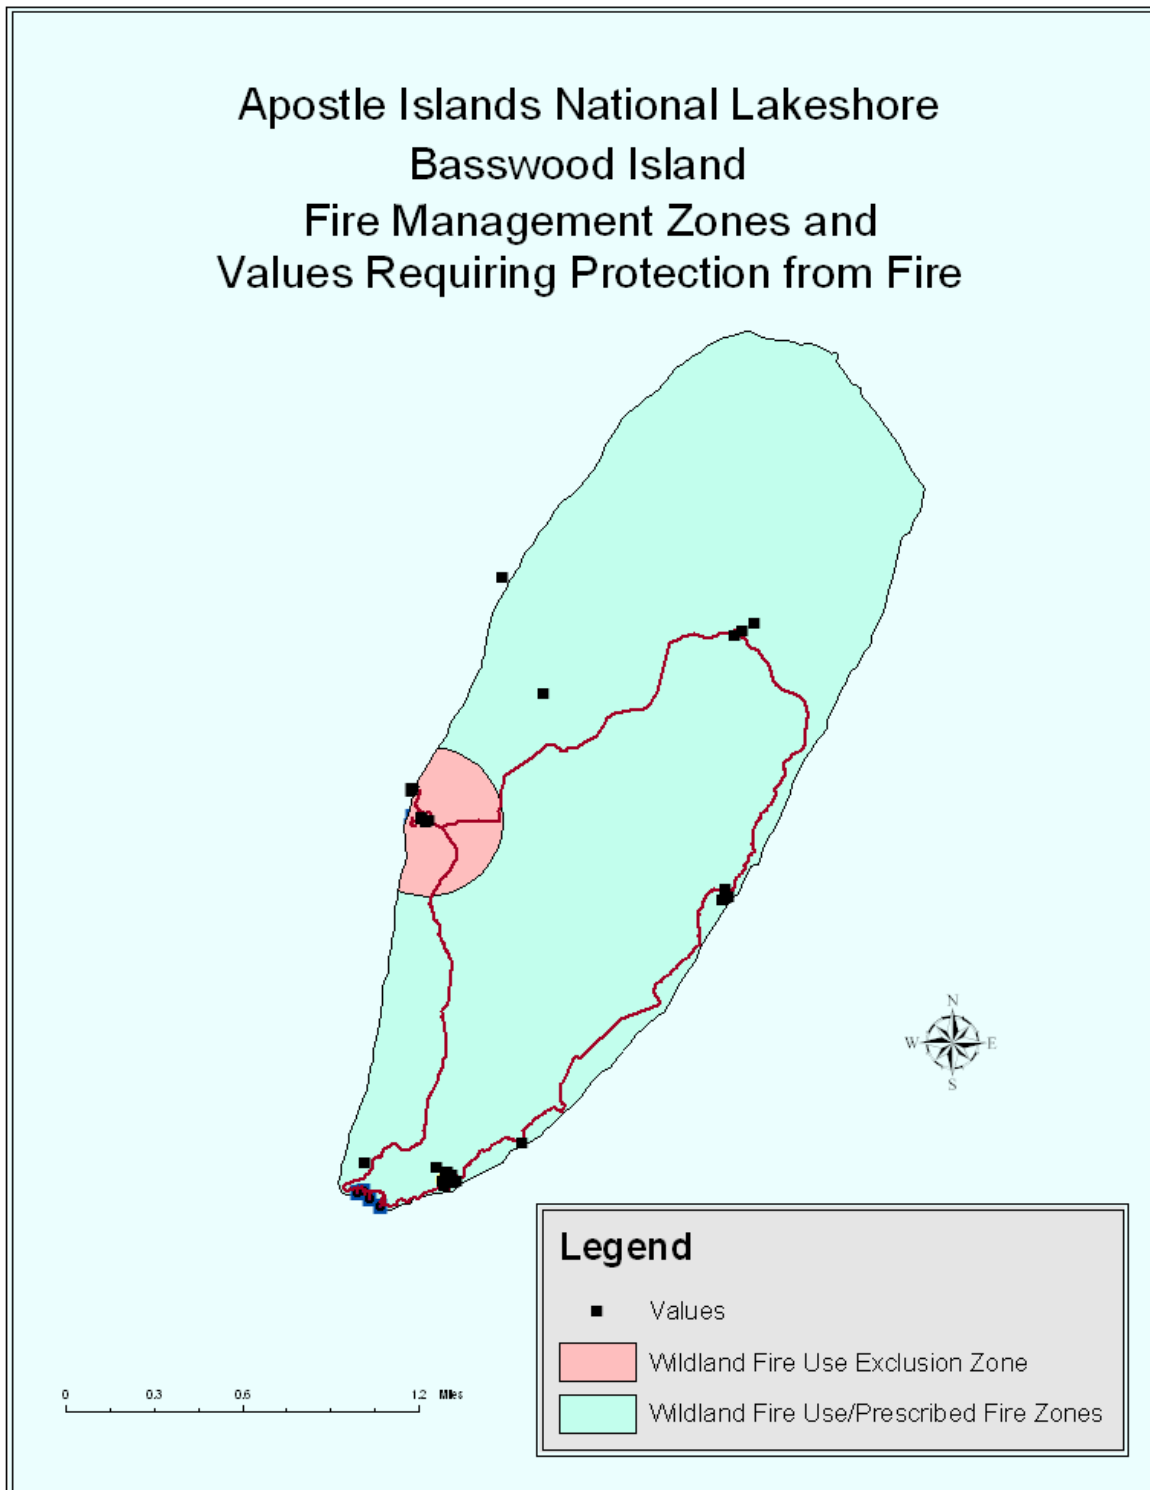 Apostle Islands National Lakeshore
Basswood Island
Fire Management Zones and
Values Requiring Protection from Fire
N
W E
S
Legend
Values
Wildland Fire Use Exclusion Zone
Wildland Fire Use/Prescribed Fire Zones
0 0.3 0.6 1.2 Miles